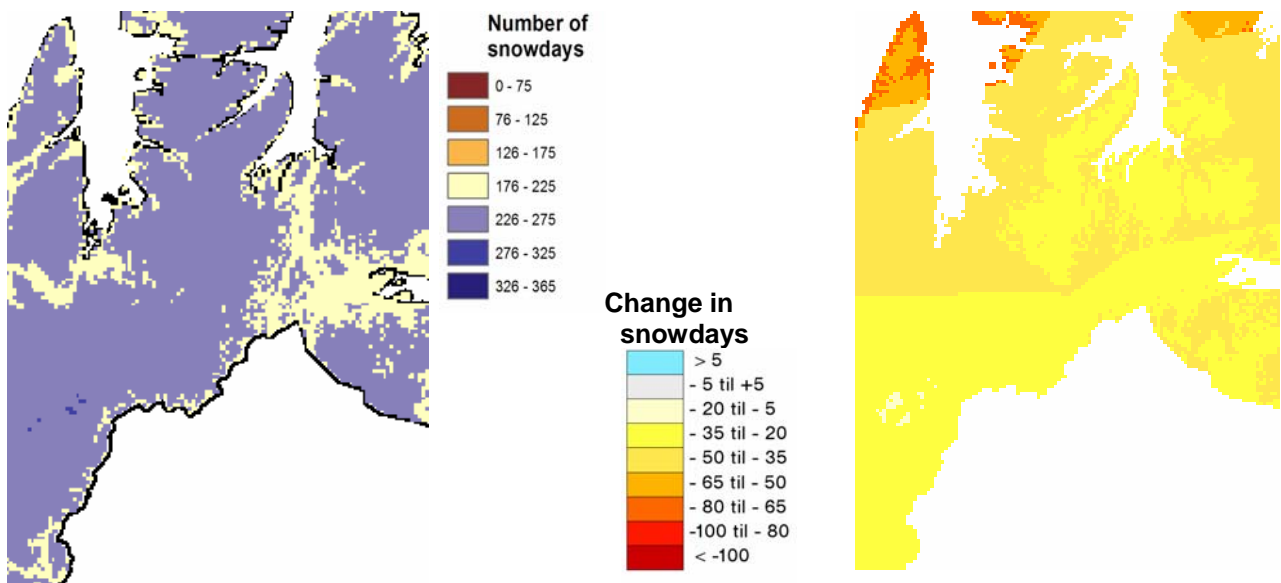 Number of
snowdays
0 - 75
76 - 125
126 - 175
176 - 225
226 - 275
276 - 325
326 - 365
Change in
snowdays
> 5
- 5 til +5
- 20 til - 5
- 35 til - 20
- 50 til - 35
- 65 til - 50
- 80 til - 65
-100 til - 80
< -100